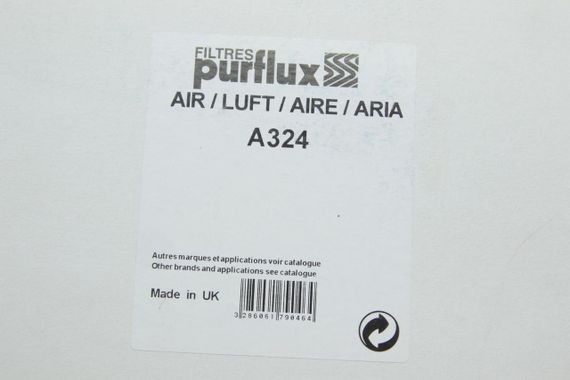 FILTRES
purflux
AIR / LUFT / AIRE / ARIA
A324
Autres marques et applications voir catalogue
Other brands and applications see catalogue
Made in UK
3 286061 790464